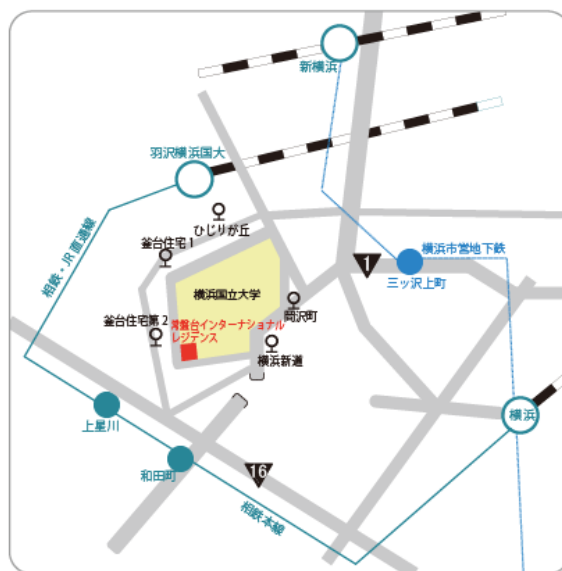 新横浜
羽沢横浜国大
ひじりが丘
釜台住宅1
横浜市営地下鉄
相鉄・JR直通線
1
三ッ沢上町
横浜国立大学
岡沢町
釜台住宅第2
常盤台インターナショナル
レジデンス
横浜新道
横浜
上星川
16
和田町
相鉄本線